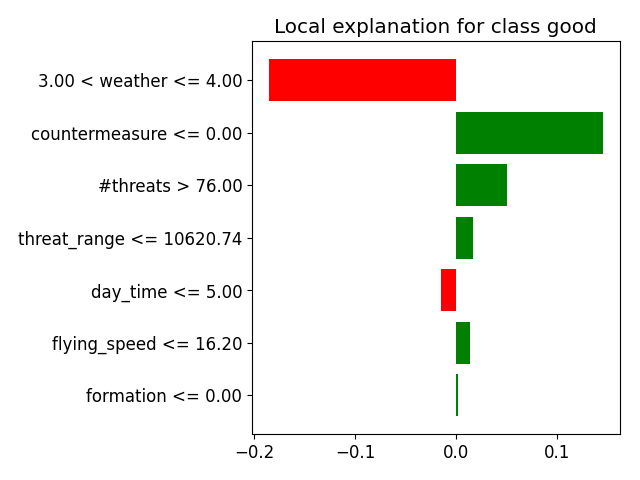 Local explanation for class good
3.00 < weather <= 4.00
countermeasure <= 0.00
#threats > 76.00
threat_range <= 10620.74
day_time <= 5.00
flying_speed <= 16.20
formation <= 0.00
−0.2 −0.1 0.0 0.1